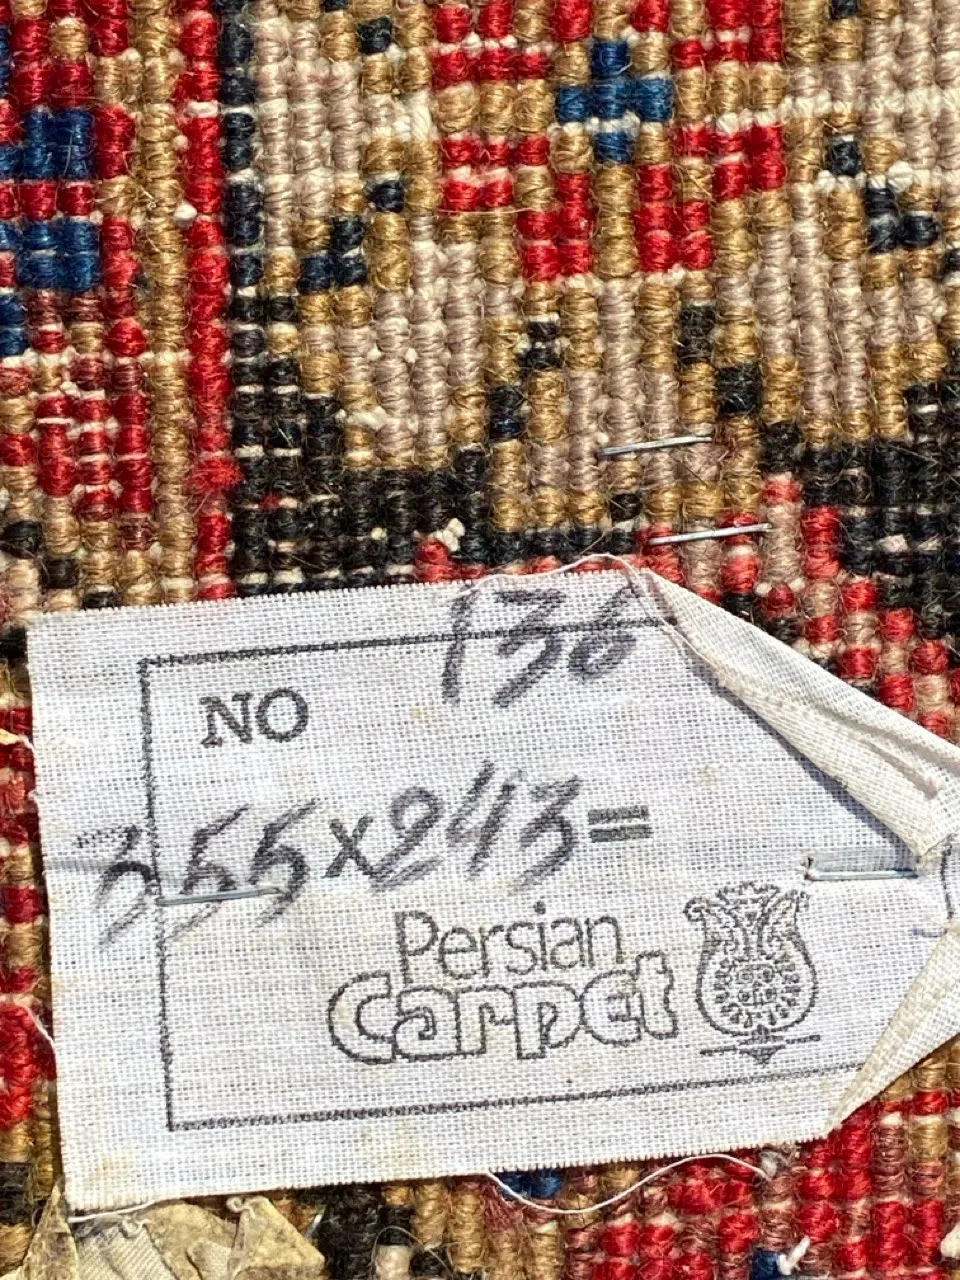 136
NO
355x243=
Persian
Carpet